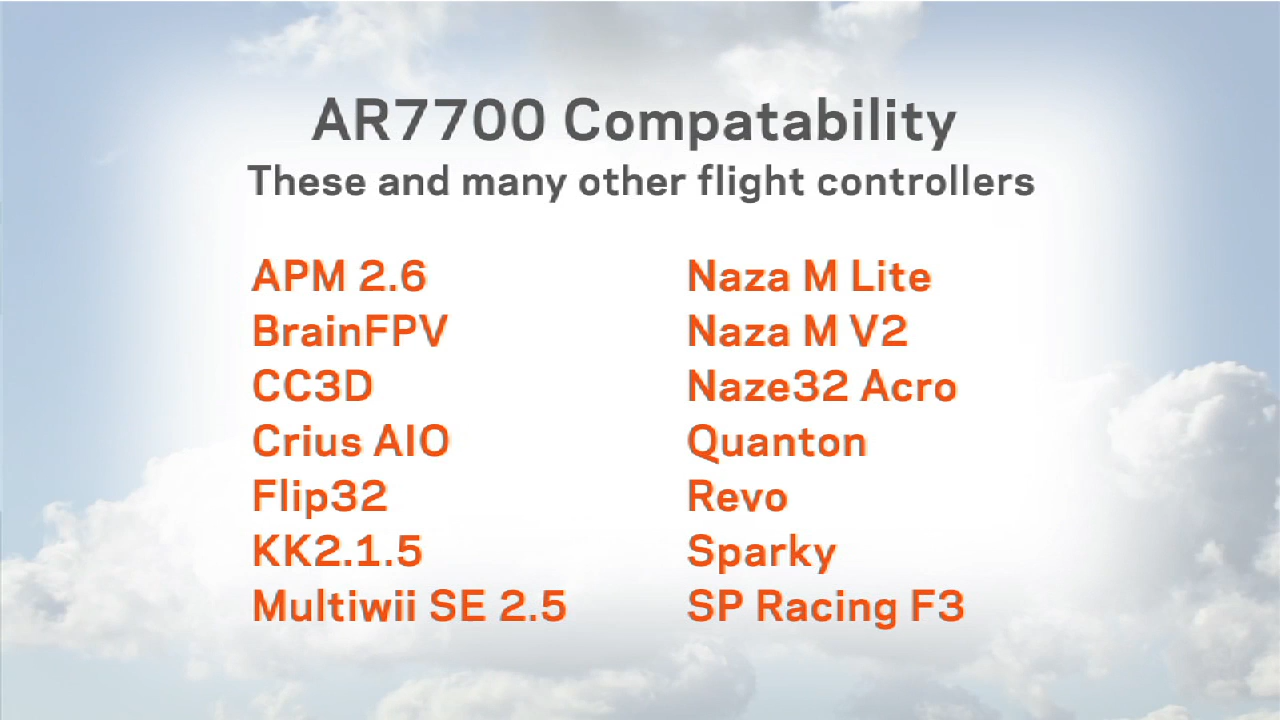 AR7700 Compatability
These and many other flight controllers
APM 2.6
BrainFPV
CC3D
Crius AIO
Flip32
KK2.1.5
Multiwii SE 2.5
Naza M Lite
Naza M V2
Naze32 Acro
Quanton
Revo
Sparky
SP Racing F3